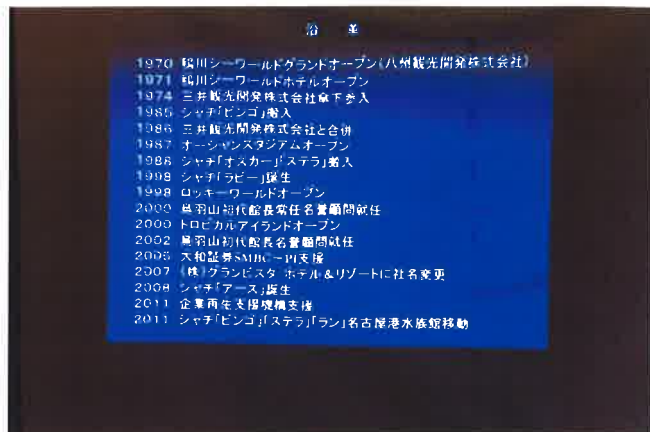 沿 革
1970 鴨川シーワールドグランドオープン(八州観光開発株式会社)
1971 鴨川シーワールドホテルオープン
1974 三井観光開発株式会社傘下参入
1985 シャチ「ビンゴ」搬入
1986 三井観光開発株式会社と合併
1987 オーシャンスタジアムオープン
1988 シャチ「オスカー」「ステラ」搬入
1998 シャチ「ラビー」誕生
1998 ロッキーワールドオープン
2000 鳥羽山初代館長常任名誉顧問就任
2000 トロピカルアイランドオープン
2002 鳥羽山初代館長名誉顧問就任
2006 大和証券SMBC-PI支援
2007 (株)グランビスタ ホテル&リゾートに社名変更
2008 シャチ「アース」誕生
2011 企業再生支援機構支援
2011 シャチ「ビンゴ」「ステラ」「ラン」名古屋港水族館移動